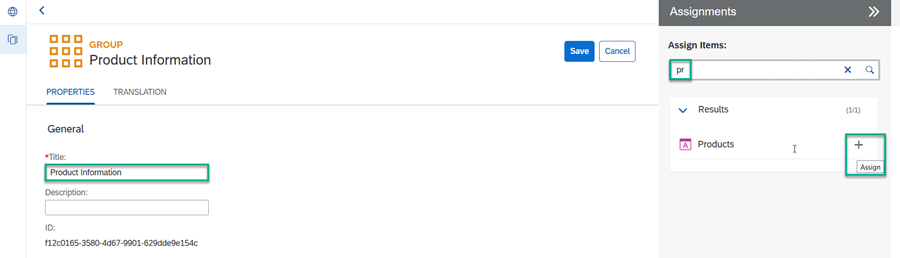 GROUP
Product Information
Save
Cancel
PROPERTIES
TRANSLATION
General
*Title:
Product Information
Description:
ID:
f12c0165-3580-4d67-9901-629dde9e154c
Assignments
Assign Items:
pr
Results
(1/1)
A
Products
Assign